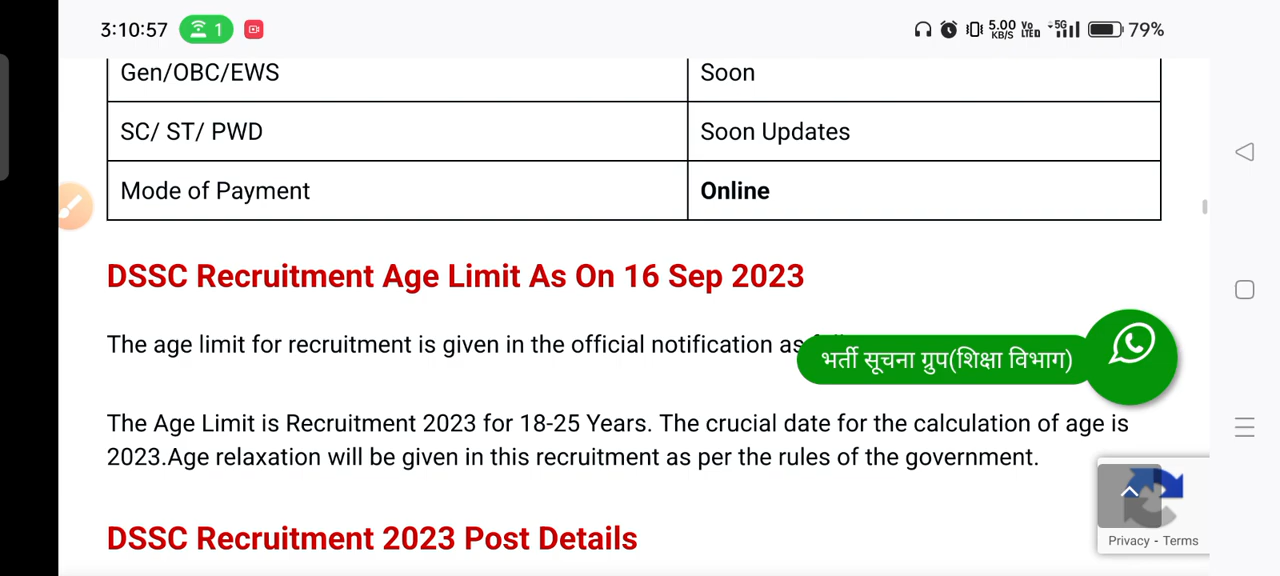 3:10:57 1 5.00 KB/S Vo LTED 5G 79%
Gen/OBC/EWS Soon
SC/ ST/ PWD Soon Updates
Mode of Payment Online
DSSC Recruitment Age Limit As On 16 Sep 2023
The age limit for recruitment is given in the official notification as
भर्ती सूचना ग्रुप(शिक्षा विभाग)
The Age Limit is Recruitment 2023 for 18-25 Years. The crucial date for the calculation of age is
2023.Age relaxation will be given in this recruitment as per the rules of the government.
DSSC Recruitment 2023 Post Details
Privacy - Terms